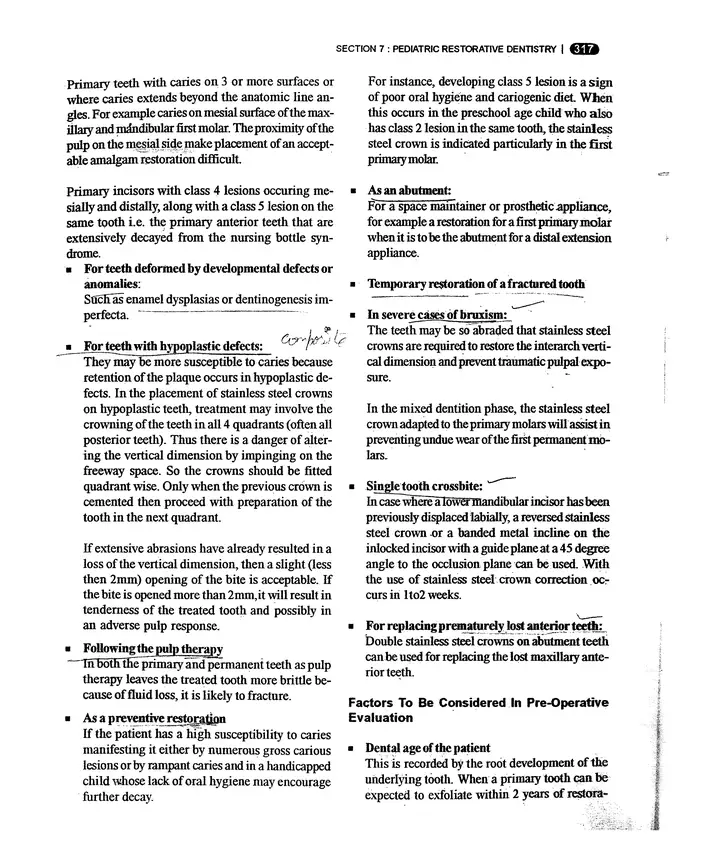 SECTION 7 : PEDIATRIC RESTORATIVE DENTISTRY | 317
Primary teeth with caries on 3 or more surfaces or
where caries extends beyond the anatomic line an-
gles. For example caries on mesial surface of the max-
illary and mandibular first molar. The proximity of the
pulp on the mesial side make placement of an accept-
able amalgam restoration difficult.
Primary incisors with class 4 lesions occuring me-
sially and distally, along with a class 5 lesion on the
same tooth i.e. the primary anterior teeth that are
extensively decayed from the nursing bottle syn-
drome.
▪ For teeth deformed by developmental defects or
anomalies:
Such as enamel dysplasias or dentinogenesis im-
perfecta.
composite
▪ For teeth with hypoplastic defects:
They may be more susceptible to caries because
retention of the plaque occurs in hypoplastic de-
fects. In the placement of stainless steel crowns
on hypoplastic teeth, treatment may involve the
crowning of the teeth in all 4 quadrants (often all
posterior teeth). Thus there is a danger of alter-
ing the vertical dimension by impinging on the
freeway space. So the crowns should be fitted
quadrant wise. Only when the previous crown is
cemented then proceed with preparation of the
tooth in the next quadrant.
If extensive abrasions have already resulted in a
loss of the vertical dimension, then a slight (less
then 2mm) opening of the bite is acceptable. If
the bite is opened more than 2mm,it will result in
tenderness of the treated tooth and possibly in
an adverse pulp response.
▪ Following the pulp therapy
In both the primary and permanent teeth as pulp
therapy leaves the treated tooth more brittle be-
cause of fluid loss, it is likely to fracture.
▪ As a preventive restoration
If the patient has a high susceptibility to caries
manifesting it either by numerous gross carious
lesions or by rampant caries and in a handicapped
child whose lack of oral hygiene may encourage
further decay.
For instance, developing class 5 lesion is a sign
of poor oral hygiene and cariogenic diet. When
this occurs in the preschool age child who also
has class 2 lesion in the same tooth, the stainless
steel crown is indicated particularly in the first
primary molar.
▪ As an abutment:
For a space maintainer or prosthetic appliance,
for example a restoration for a first primary molar
when it is to be the abutment for a distal extension
appliance.
▪ Temporary restoration of a fractured tooth
▪ In severe cases of bruxism:
The teeth may be so abraded that stainless steel
crowns are required to restore the interarch verti-
cal dimension and prevent traumatic pulpal expo-
sure.
In the mixed dentition phase, the stainless steel
crown adapted to the primary molars will assist in
preventing undue wear of the first permanent mo-
lars.
▪ Single tooth crossbite:
In case where a lower mandibular incisor has been
previously displaced labially, a reversed stainless
steel crown or a banded metal incline on the
inlocked incisor with a guide plane at a 45 degree
angle to the occlusion plane can be used. With
the use of stainless steel crown correction oc-
curs in 1to2 weeks.
▪ For replacing prematurely lost anterior teeth:
Double stainless steel crowns on abutment teeth
can be used for replacing the lost maxillary ante-
rior teeth.
Factors To Be Considered In Pre-Operative
Evaluation
▪ Dental age of the patient
This is recorded by the root development of the
underlying tooth. When a primary tooth can be
expected to exfoliate within 2 years of restora-